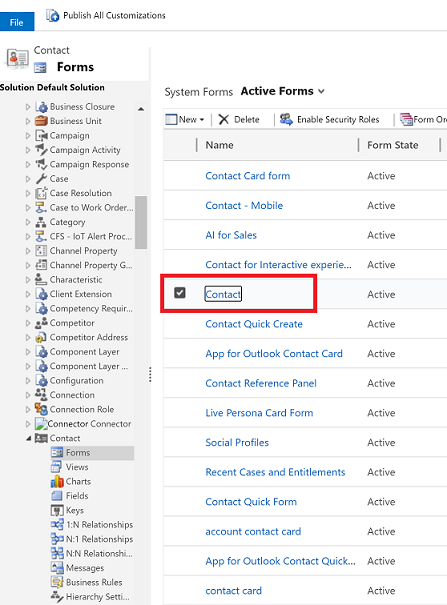 File
Publish All Customizations
Contact
Forms
Solution Default Solution
Business Closure
Business Unit
Campaign
Campaign Activity
Campaign Response
Case
Case Resolution
Case to Work Order...
Category
CFS - IoT Alert Proc...
Channel Property
Channel Property G...
Characteristic
Client Extension
Competency Requir...
Competitor
Competitor Address
Component Layer
Component Layer ...
Configuration
Connection
Connection Role
Connector Connector
Contact
Forms
Views
Charts
Fields
Keys
1:N Relationships
N:1 Relationships
N:N Relationshi...
Messages
Business Rules
Hierarchy Setti...
System Forms Active Forms
New Delete Enable Security Roles Form Or
Name Form State
Contact Card form Active
Contact - Mobile Active
AI for Sales Active
Contact for Interactive experie... Active
Contact Active
Contact Quick Create Active
App for Outlook Contact Card Active
Contact Reference Panel Active
Live Persona Card Form Active
Social Profiles Active
Recent Cases and Entitlements Active
Contact Quick Form Active
account contact card Active
App for Outlook Contact Quick... Active
contact card Active